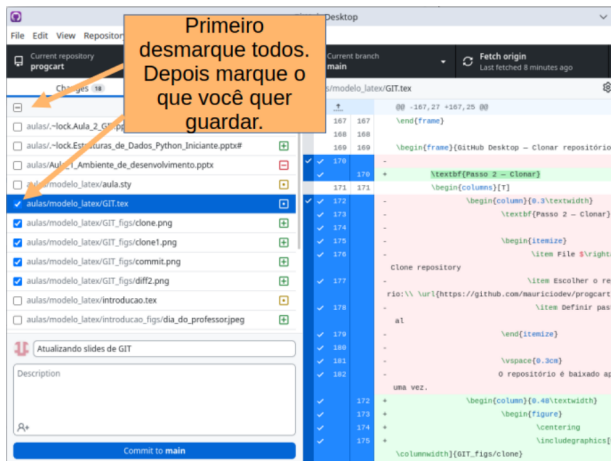 Desktop
File Edit View Repository
Primeiro
desmarque todos.
Depois marque o
que você quer
guardar.
Current repository
progcart
Current branch
main
Fetch origin
Last fetched 8 minutes ago
Changes 18
/modelo_latex/GIT.tex
aulas/.~lock.Aula_2_GI
aulas/.~lock.Estruturas_de_Dados_Python_Iniciante.pptx#
aulas/Aula_1_Ambiente_de_desenvolvimento.pptx
aulas/modelo_latex/aula.sty
aulas/modelo_latex/GIT.tex
aulas/modelo_latex/GIT_figs/clone.png
aulas/modelo_latex/GIT_figs/clone1.png
aulas/modelo_latex/GIT_figs/commit.png
aulas/modelo_latex/GIT_figs/diff2.png
aulas/modelo_latex/introducao.tex
aulas/modelo_latex/introducao_figs/dia_do_professor.jpeg
Atualizando slides de GIT
Description
Commit to main
@@ -167,27 +167,25 @@
167 167 \end{frame}
168 168
169 169 \begin{frame}{GitHub Desktop — Clonar repositório
170 -
170 + \textbf{Passo 2 — Clonar}
171 171 \begin{columns}[T]
172 - \begin{column}{0.3\textwidth}
173 - \textbf{Passo 2 — Clonar}
174 -
175 - \begin{itemize}
176 - \item File $\right
Clone repository
177 - \item Escolher o re
rio:\\ \url{https://github.com/mauriciodev/progcart
178 - \item Definir pas
al
179 - \end{itemize}
180 -
181 - \vspace{0.3cm}
182 - O repositório é baixado ap
uma vez.
172 + \begin{column}{0.48\textwidth}
173 + \begin{figure}
174 + \centering
175 + \includegraphics[
\columnwidth]{GIT_figs/clone}